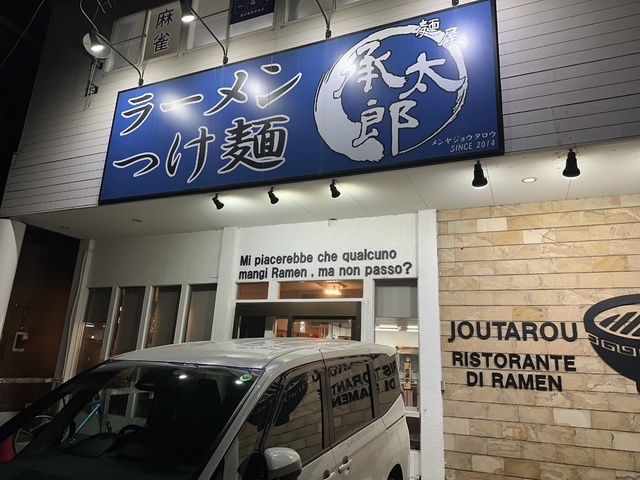 麻雀
ラーメン
つけ麺
麺屋
承太郎
メンヤジョウタロウ
SINCE 2014
Mi piacerebbe che qualcuno
mangi Ramen , ma non passo?
JOUTAROU
RISTORANTE
DI RAMEN